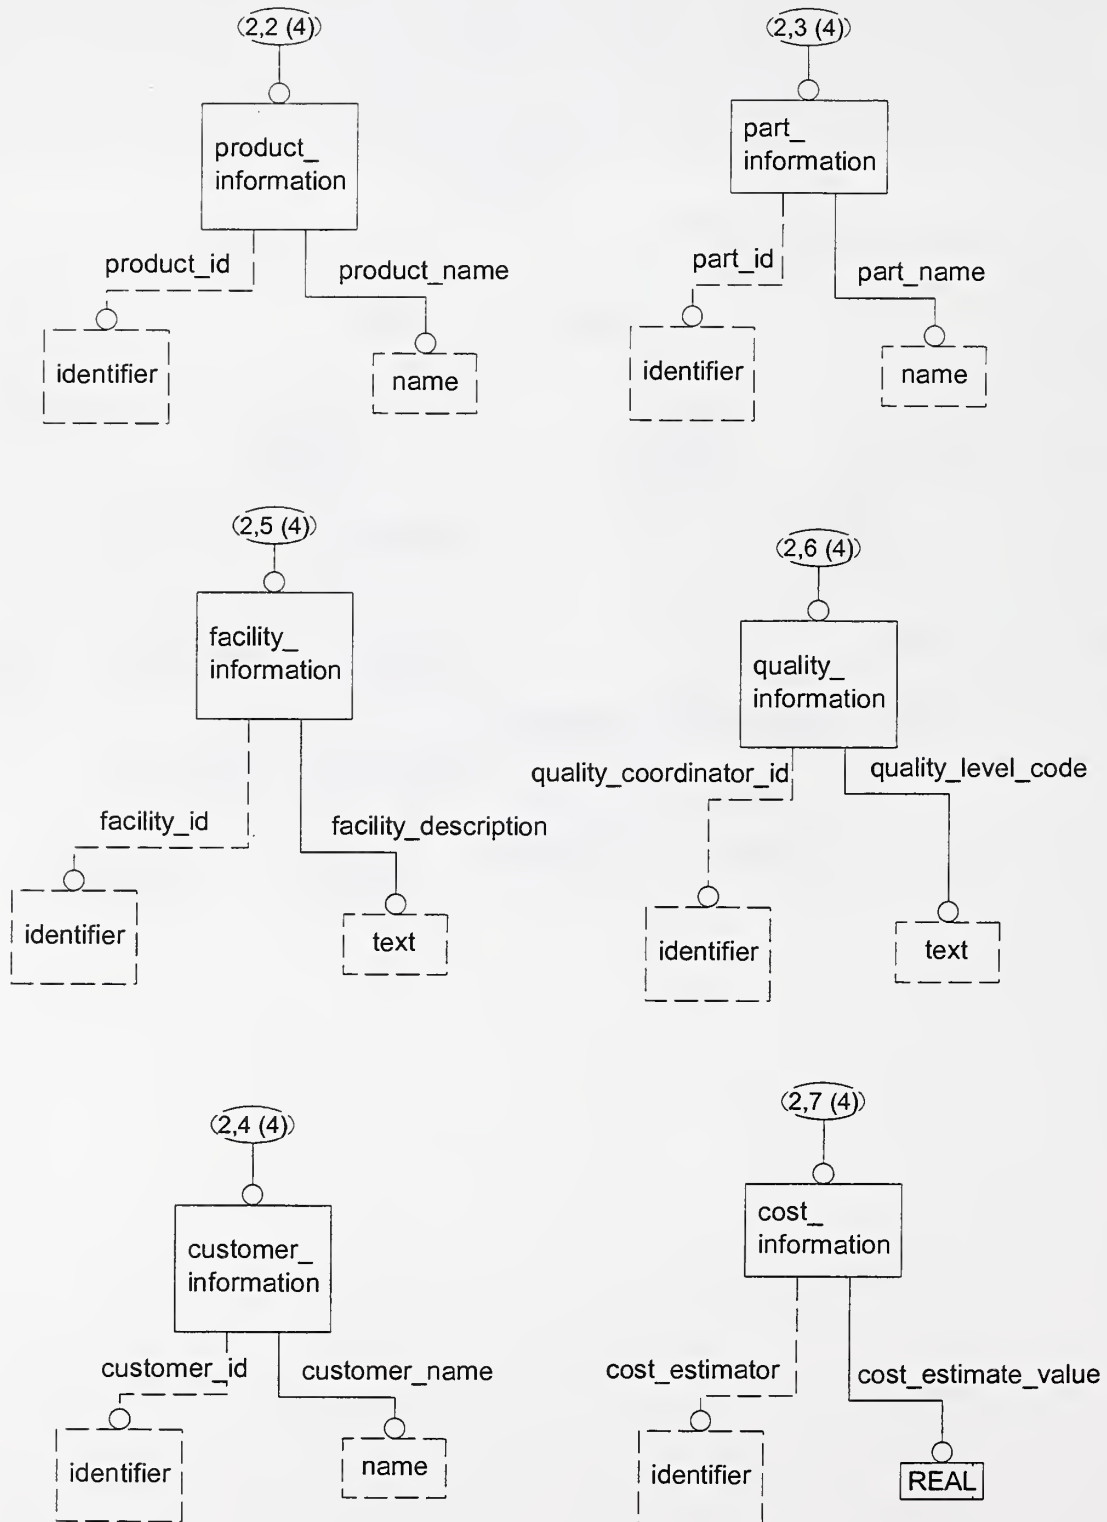 2,2 (4)
product_
information
product_id
product_name
identifier
name
2,3 (4)
part_
information
part_id
part_name
identifier
name
2,5 (4)
facility_
information
facility_id
facility_description
identifier
text
2,6 (4)
quality_
information
quality_coordinator_id
quality_level_code
identifier
text
2,4 (4)
customer_
information
customer_id
customer_name
identifier
name
2,7 (4)
cost_
information
cost_estimator
cost_estimate_value
identifier
REAL